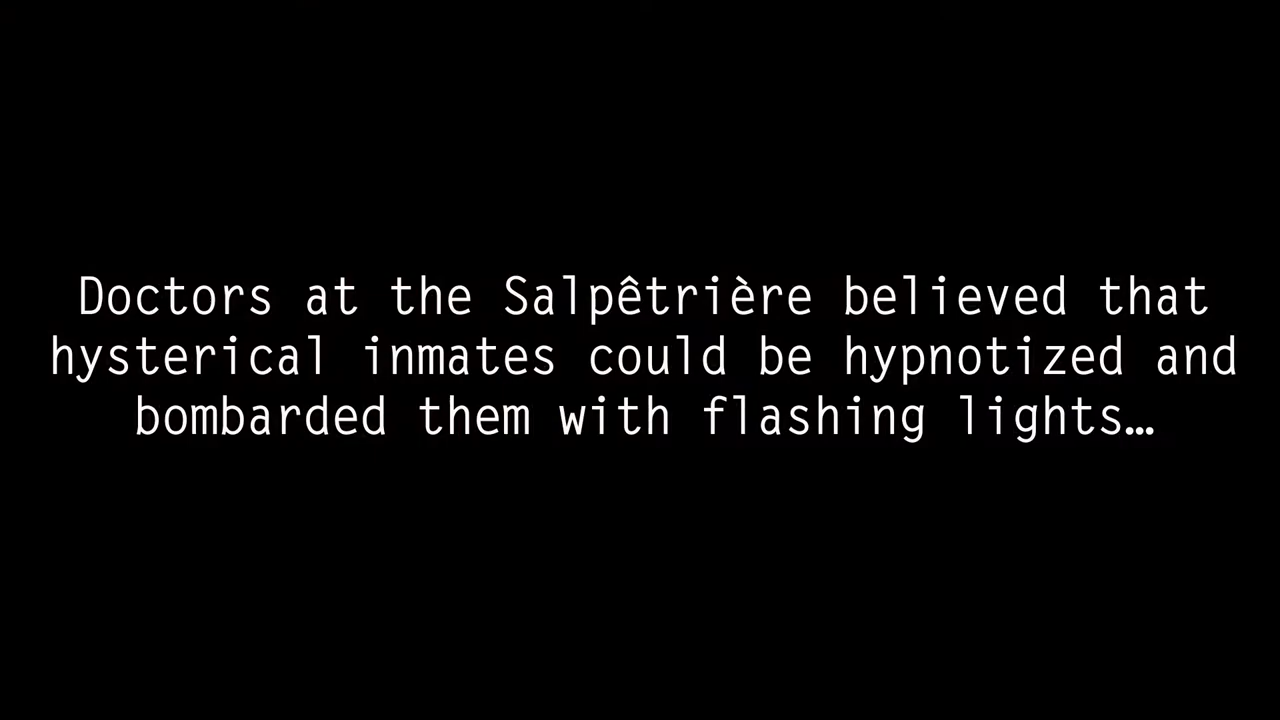 Doctors at the Salpêtrière believed that
hysterical inmates could be hypnotized and
bombarded them with flashing lights…